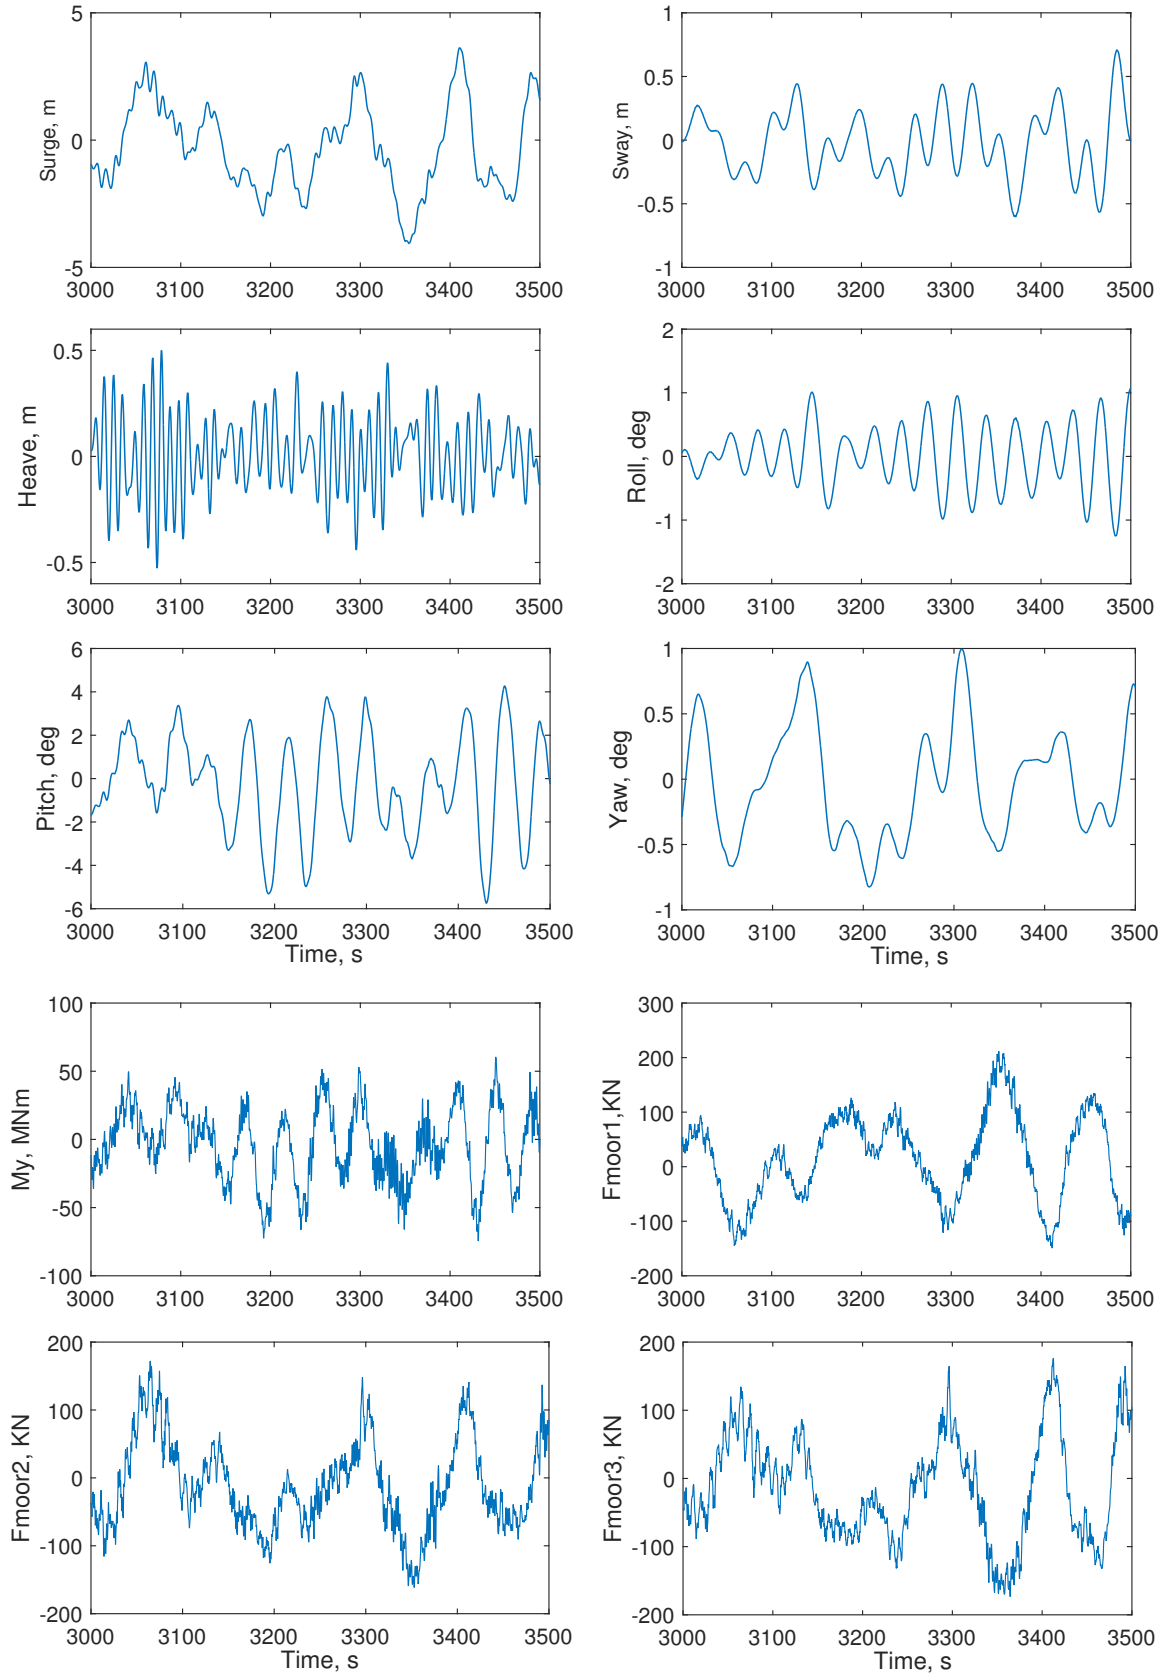 5
0
-5
Surge, m
3000 3100 3200 3300 3400 3500
1
0.5
0
-0.5
-1
Sway, m
3000 3100 3200 3300 3400 3500
0.5
0
-0.5
Heave, m
3000 3100 3200 3300 3400 3500
2
1
0
-1
-2
Roll, deg
3000 3100 3200 3300 3400 3500
6
4
2
0
-2
-4
-6
Pitch, deg
3000 3100 3200 3300 3400 3500
Time, s
1
0.5
0
-0.5
-1
Yaw, deg
3000 3100 3200 3300 3400 3500
Time, s
100
50
0
-50
-100
My, MNm
3000 3100 3200 3300 3400 3500
300
200
100
0
-100
-200
Fmoor1,KN
3000 3100 3200 3300 3400 3500
200
100
0
-100
-200
Fmoor2, KN
3000 3100 3200 3300 3400 3500
Time, s
200
100
0
-100
-200
Fmoor3, KN
3000 3100 3200 3300 3400 3500
Time, s